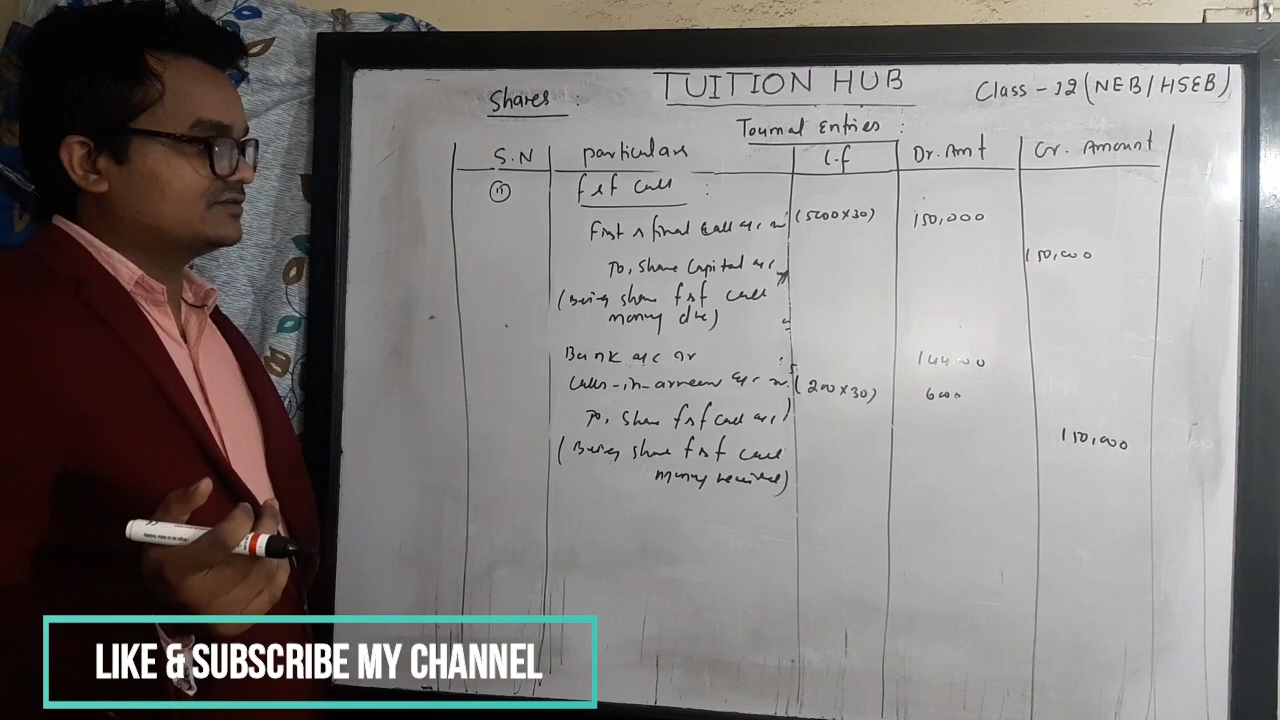 TUITION HUB
Shares :
Class - 12 (NEB/HSEB)
Journal Entries :
S.N particulars L.f Dr. Amt Cr. Amount
ii) f&f call :
First & final call a/c dr (5000x30) 150,000
To, Share Capital a/c 150,000
(Being share f&f call
money due)
Bank a/c dr 144000
Calls-in-arrear a/c dr (200x30) 6000
To, Share f&f call a/c 150,000
(Being share f&f call
money received)
LIKE & SUBSCRIBE MY CHANNEL